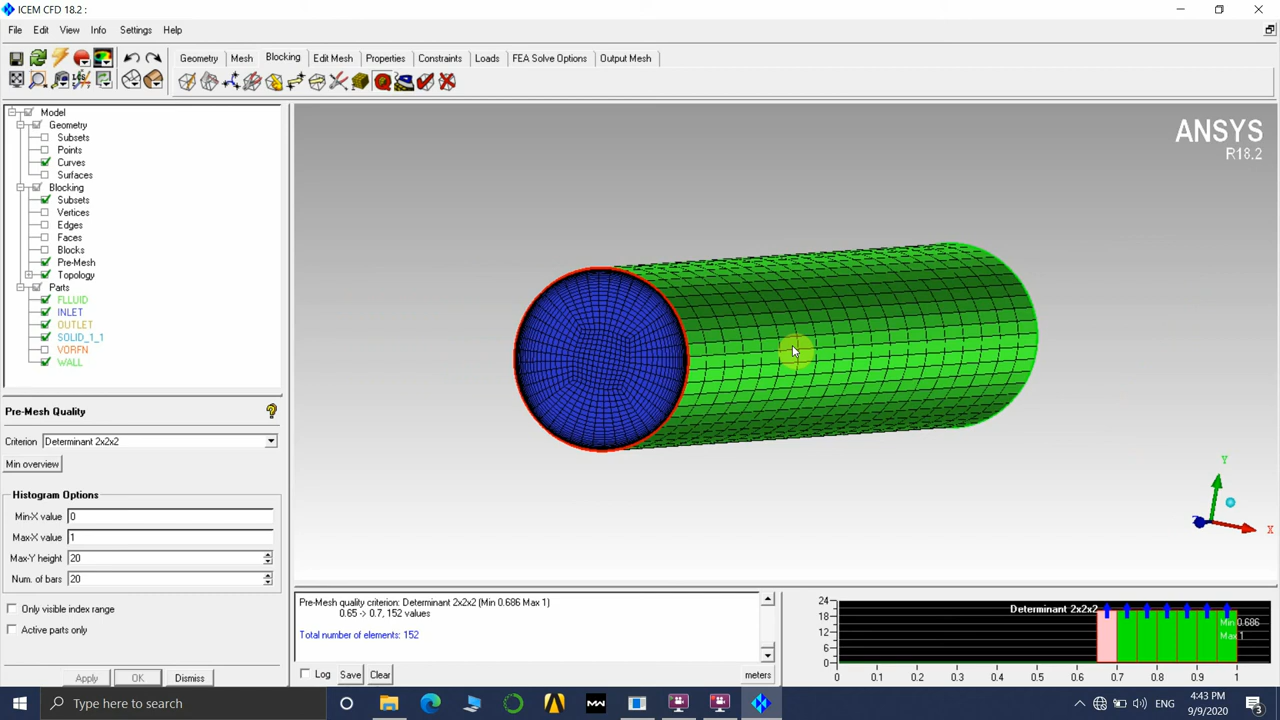 ICEM CFD 18.2 :
File Edit View Info Settings Help
Geometry Mesh Blocking Edit Mesh Properties Constraints Loads FEA Solve Options Output Mesh
Model
Geometry
Subsets
Points
Curves
Surfaces
Blocking
Subsets
Vertices
Edges
Faces
Blocks
Pre-Mesh
Topology
Parts
FLLUID
INLET
OUTLET
SOLID_1_1
VORFN
WALL
ANSYS
R18.2
Pre-Mesh Quality
Criterion Determinant 2x2x2
Min overview
Histogram Options
Min-X value 0
Max-X value 1
Max-Y height 20
Num. of bars 20
Only visible index range
Active parts only
Apply OK Dismiss
Y
Z X
Pre-Mesh quality criterion: Determinant 2x2x2 (Min 0.686 Max 1)
0.65 -> 0.7, 152 values
Total number of elements: 152
Log Save Clear meters
Determinant 2x2x2
Min 0.686
Max 1
24
18
12
6
0
0 0.1 0.2 0.3 0.4 0.5 0.6 0.7 0.8 0.9 1
Type here to search
ENG
4:43 PM
9/9/2020
3